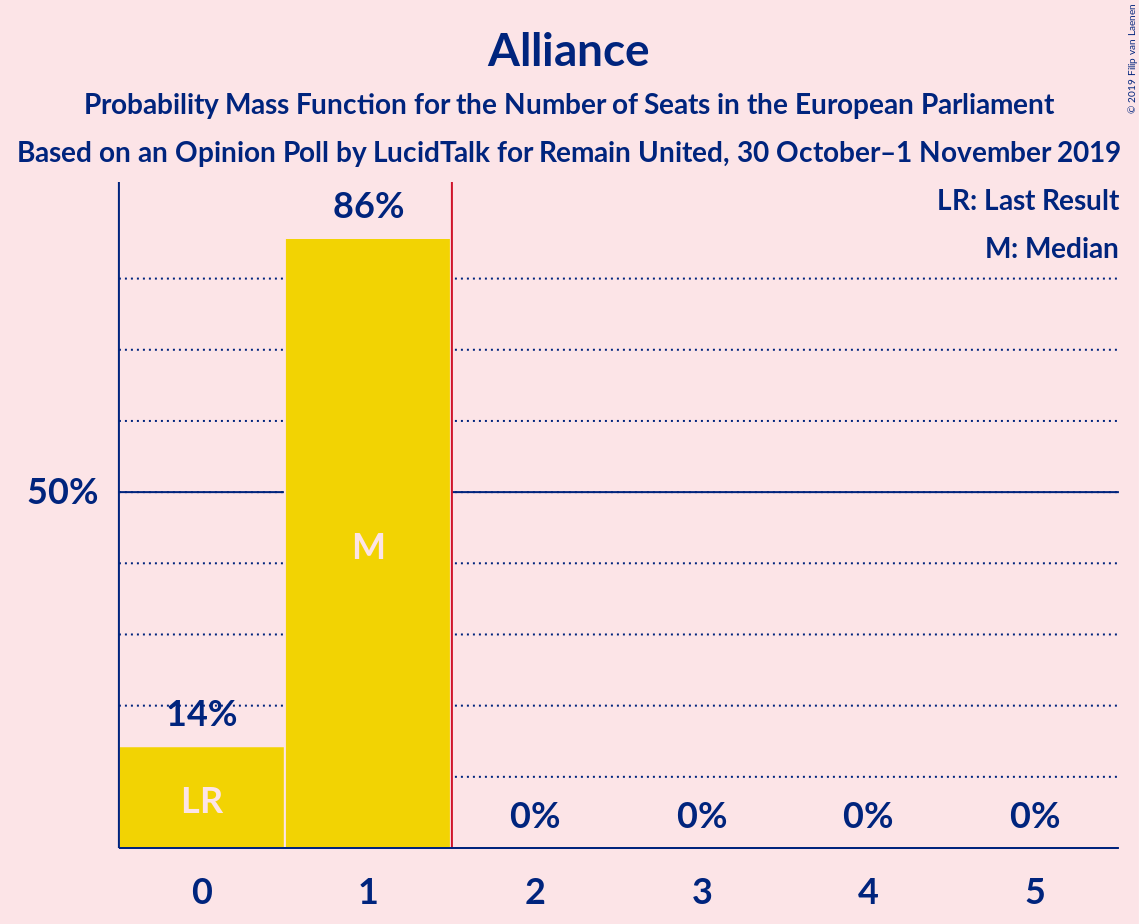 Alliance
Probability Mass Function for the Number of Seats in the European Parliament
Based on an Opinion Poll by LucidTalk for Remain United, 30 October–1 November 2019
© 2019 Filip van Laenen
LR: Last Result
M: Median
86%
50%
M
14%
LR
0% 0% 0% 0%
0 1 2 3 4 5